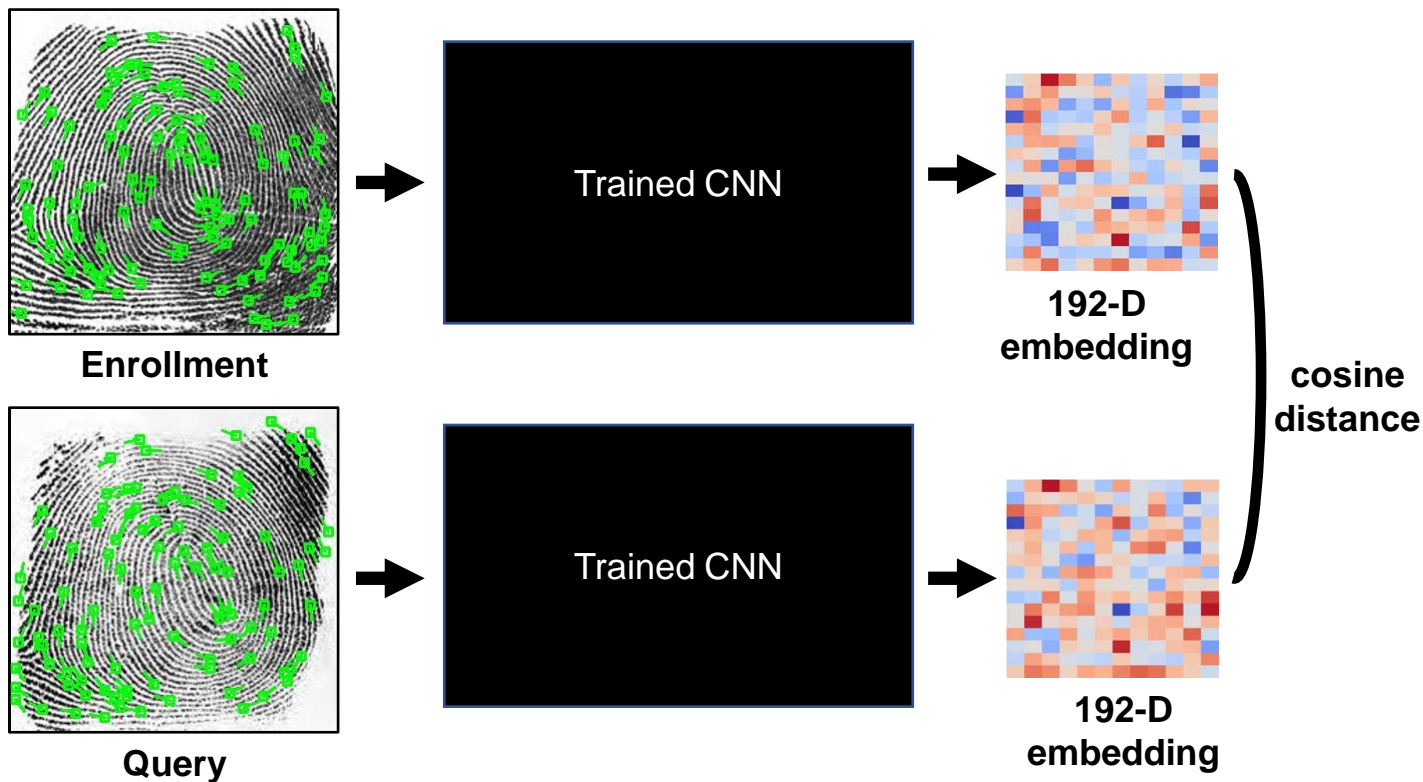 Trained CNN
192-D
embedding
Enrollment
cosine
distance
Trained CNN
192-D
embedding
Query